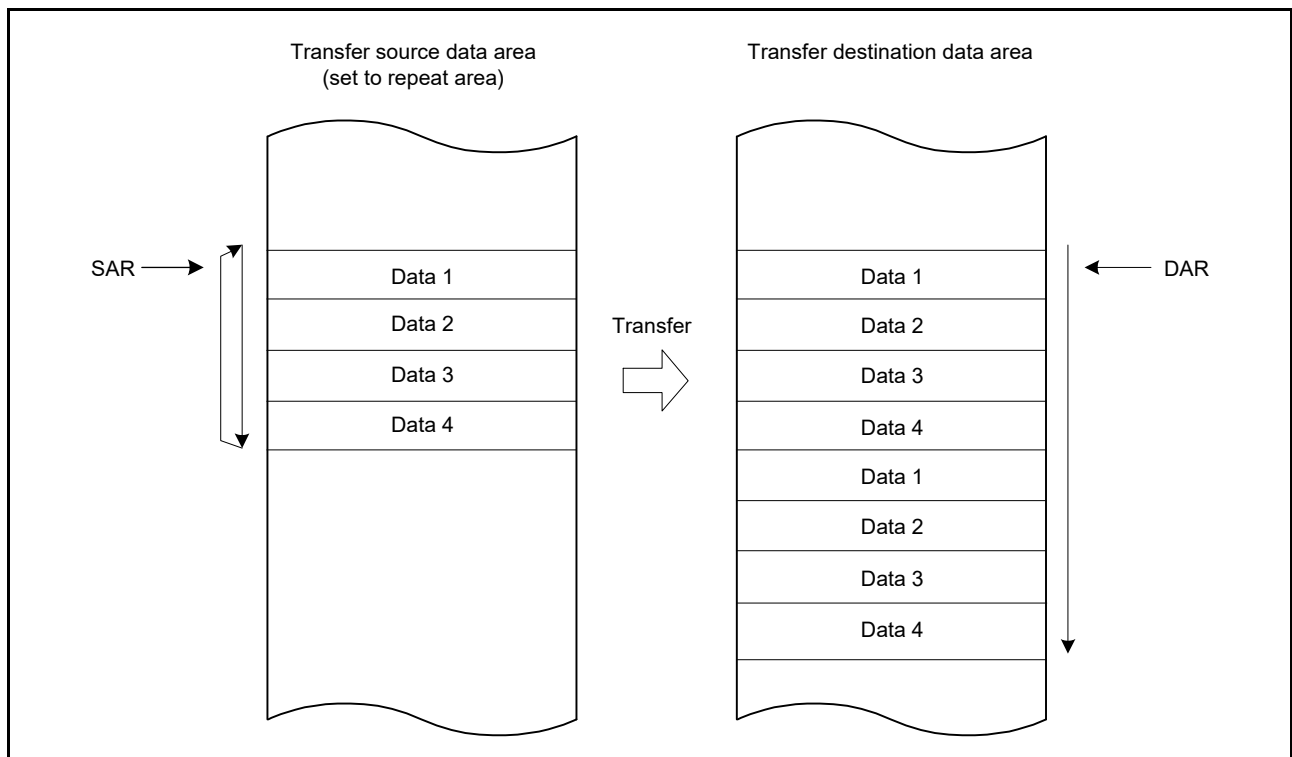 Transfer source data area
(set to repeat area)
Transfer destination data area
SAR
Data 1
Data 2
Data 3
Data 4
Transfer
Data 1
Data 2
Data 3
Data 4
Data 1
Data 2
Data 3
Data 4
DAR